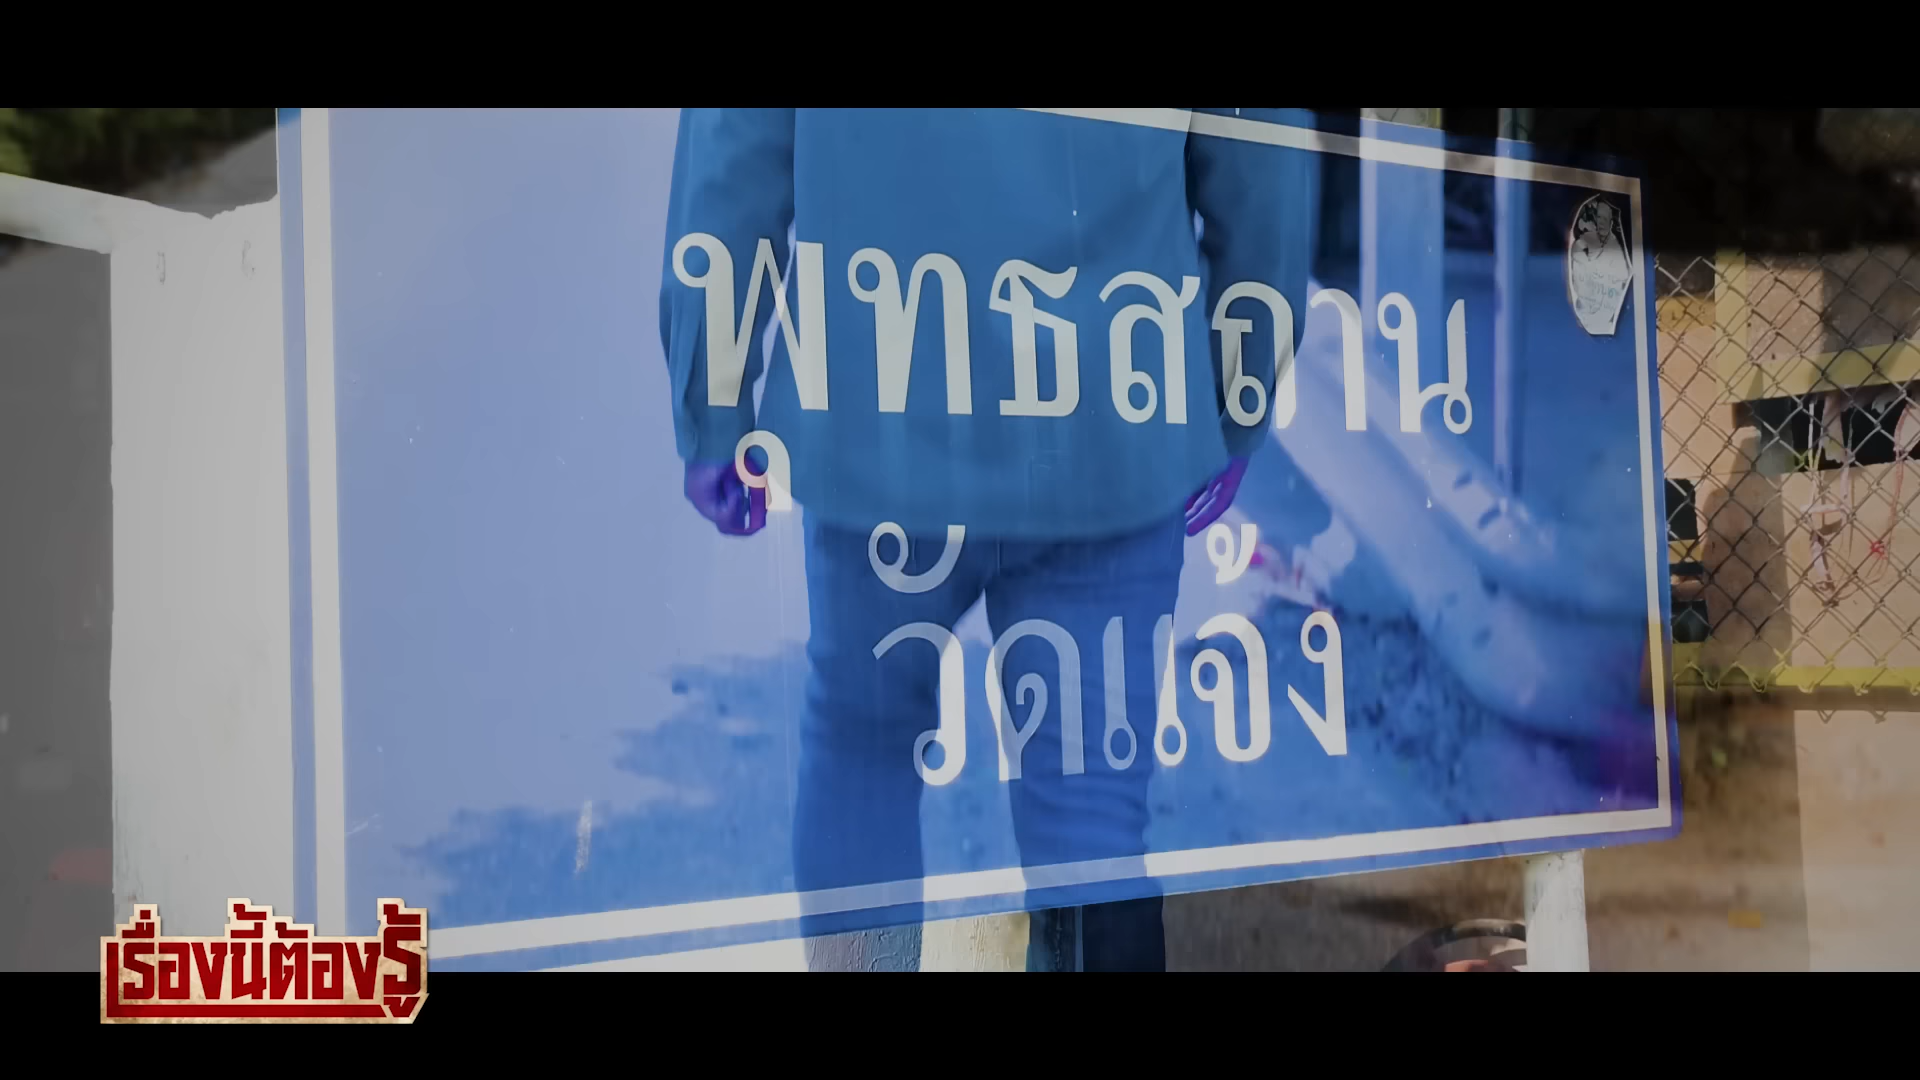 พุทธสถาน
วัดแจ้ง
เรื่องนี้ต้องรู้